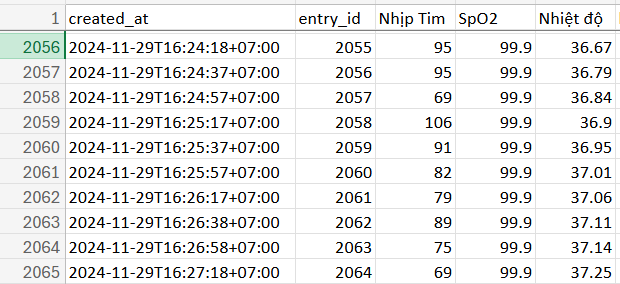 1 created_at entry_id Nhịp Tim SpO2 Nhiệt độ
2056 2024-11-29T16:24:18+07:00 2055 95 99.9 36.67
2057 2024-11-29T16:24:37+07:00 2056 95 99.9 36.79
2058 2024-11-29T16:24:57+07:00 2057 69 99.9 36.84
2059 2024-11-29T16:25:17+07:00 2058 106 99.9 36.9
2060 2024-11-29T16:25:37+07:00 2059 91 99.9 36.95
2061 2024-11-29T16:25:57+07:00 2060 82 99.9 37.01
2062 2024-11-29T16:26:17+07:00 2061 79 99.9 37.06
2063 2024-11-29T16:26:38+07:00 2062 89 99.9 37.11
2064 2024-11-29T16:26:58+07:00 2063 75 99.9 37.14
2065 2024-11-29T16:27:18+07:00 2064 69 99.9 37.25